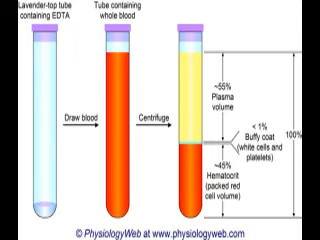 Lavender-top tube
containing EDTA
Tube containing
whole blood
Draw blood
Centrifuge
~55%
Plasma
volume
< 1%
Buffy coat
(white cells and
platelets)
100%
~45%
Hematocrit
(packed red
cell volume)
© PhysiologyWeb at www.physiologyweb.com